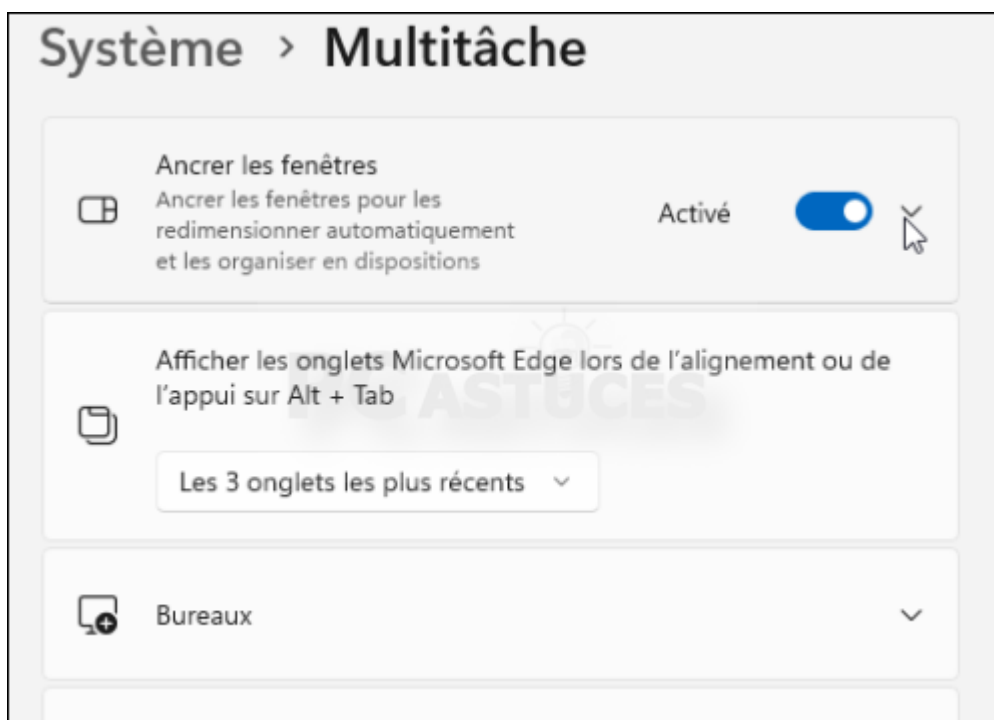 Système > Multitâche
Ancrer les fenêtres
Ancrer les fenêtres pour les
redimensionner automatiquement
et les organiser en dispositions
Activé
Afficher les onglets Microsoft Edge lors de l'alignement ou de
l'appui sur Alt + Tab
PC ASTUCES
Les 3 onglets les plus récents
Bureaux